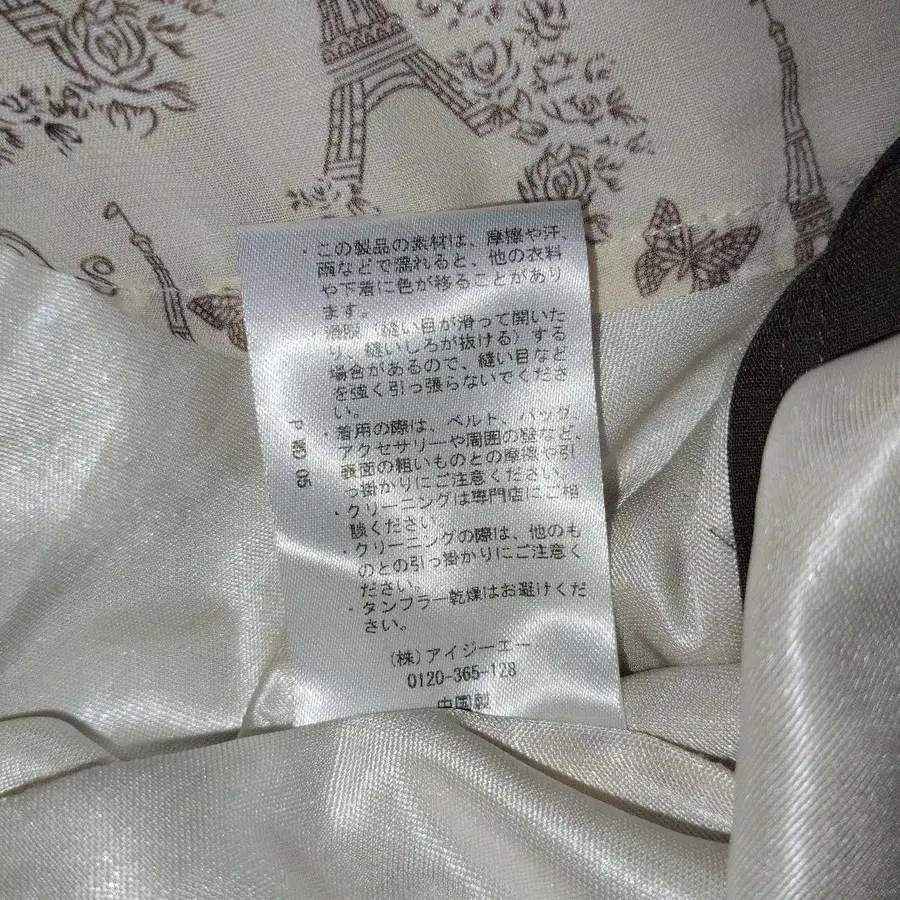 ・この製品の素材は、摩擦や汗、
雨などで濡れると、他の衣料
や下着に色が移ることがあり
ます。
滑脱(縫い目が滑って開いた
り、縫いしろが抜ける)する
場合があるので、縫い目など
を強く引っ張らないでくださ
い。
・着用の際は、ベルト、バッグ、
アクセサリーや周囲の壁など、
表面の粗いものとの摩擦や引
っ掛かりにご注意ください。
・クリーニングは専門店にご相
談ください。
・クリーニングの際は、他のも
のとの引っ掛かりにご注意く
ださい。
・タンブラー乾燥はお避けくだ
さい。
(株)アイジーエー
0120-365-128
中国製
05